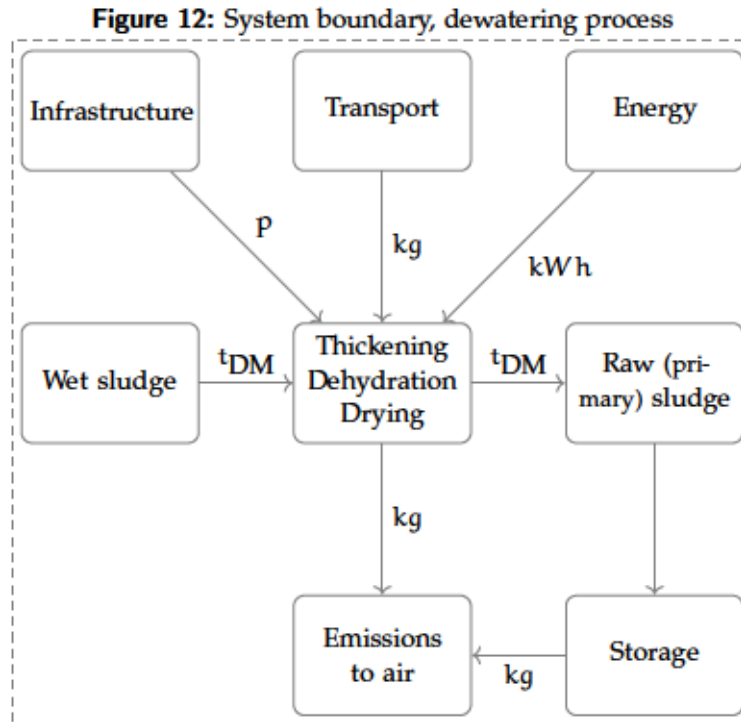 Figure 12: System boundary, dewatering process
Infrastructure
Transport
Energy
p
kg
kWh
Wet sludge
tDM
Thickening
Dehydration
Drying
tDM
Raw (pri-
mary) sludge
kg
Emissions
to air
kg
Storage